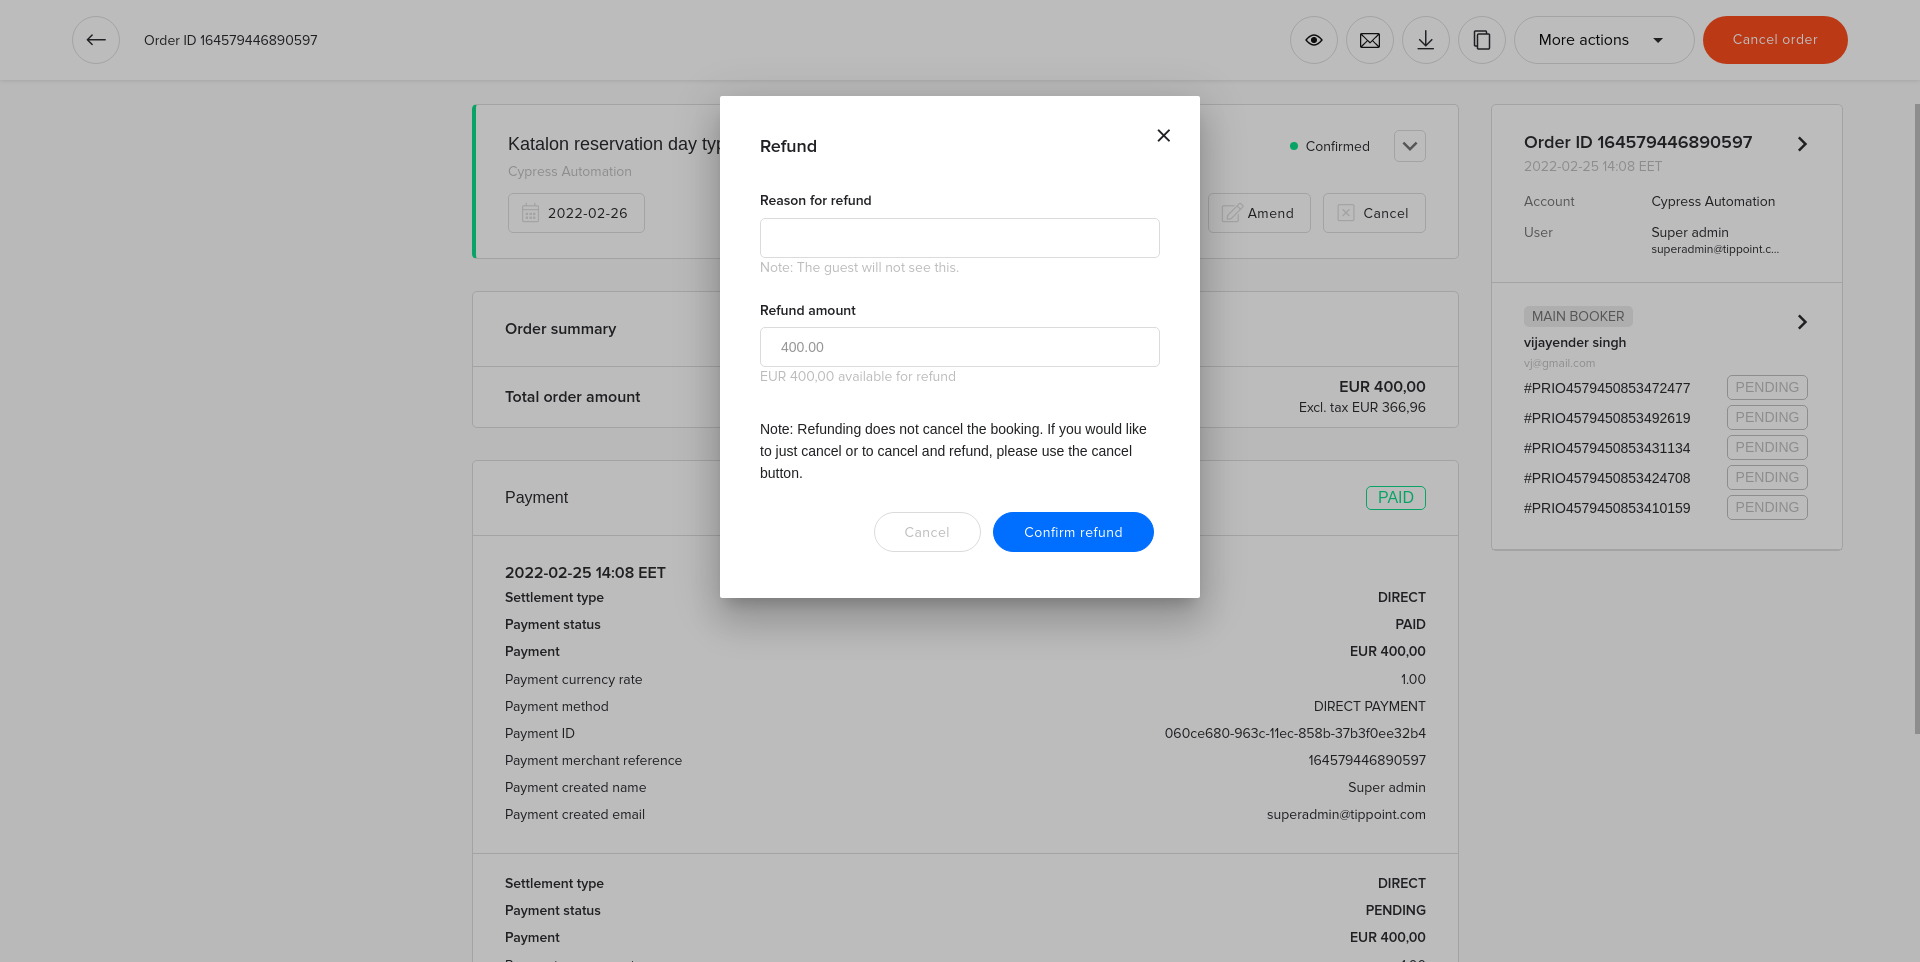 Order ID 164579446890597
More actions
Cancel order
Katalon reservation day typ
Cypress Automation
2022-02-26
Confirmed
Amend
Cancel
Order summary
Total order amount
EUR 400,00
Excl. tax EUR 366,96
Payment
PAID
2022-02-25 14:08 EET
Settlement type DIRECT
Payment status PAID
Payment EUR 400,00
Payment currency rate 1.00
Payment method DIRECT PAYMENT
Payment ID 060ce680-963c-11ec-858b-37b3f0ee32b4
Payment merchant reference 164579446890597
Payment created name Super admin
Payment created email superadmin@tippoint.com
Settlement type DIRECT
Payment status PENDING
Payment EUR 400,00
Refund
Reason for refund
Note: The guest will not see this.
Refund amount
400.00
EUR 400,00 available for refund
Note: Refunding does not cancel the booking. If you would like
to just cancel or to cancel and refund, please use the cancel
button.
Cancel
Confirm refund
Order ID 164579446890597
2022-02-25 14:08 EET
Account Cypress Automation
User Super admin
superadmin@tippoint.c...
MAIN BOOKER
vijayender singh
vj@gmail.com
#PRIO4579450853472477 PENDING
#PRIO4579450853492619 PENDING
#PRIO4579450853431134 PENDING
#PRIO4579450853424708 PENDING
#PRIO4579450853410159 PENDING